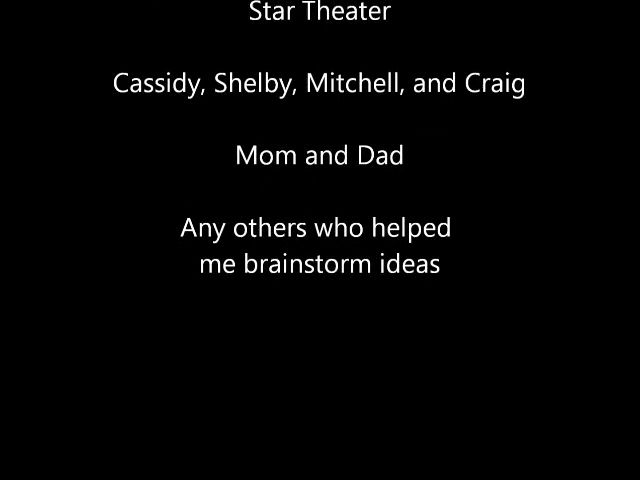 Star Theater
Cassidy, Shelby, Mitchell, and Craig
Mom and Dad
Any others who helped
me brainstorm ideas